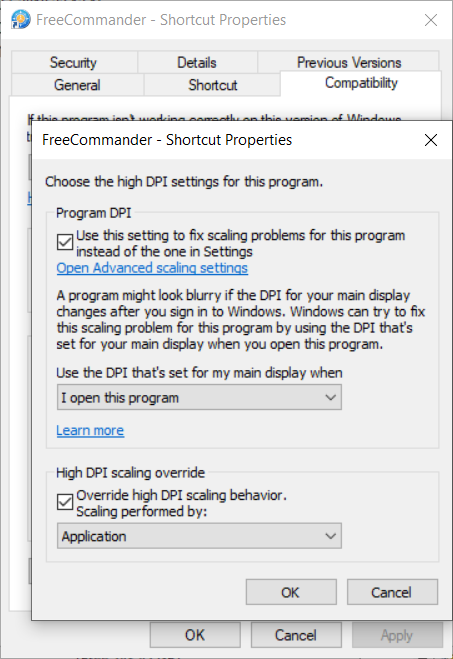 FreeCommander - Shortcut Properties
Security
Details
Previous Versions
General
Shortcut
Compatibility
If this program isn't working correctly on this version of Windows,
FreeCommander - Shortcut Properties
Choose the high DPI settings for this program.
Program DPI
Use this setting to fix scaling problems for this program
instead of the one in Settings
Open Advanced scaling settings
A program might look blurry if the DPI for your main display
changes after you sign in to Windows. Windows can try to fix
this scaling problem for this program by using the DPI that's
set for your main display when you open this program.
Use the DPI that's set for my main display when
I open this program
Learn more
High DPI scaling override
Override high DPI scaling behavior.
Scaling performed by:
Application
OK
Cancel
OK
Cancel
Apply